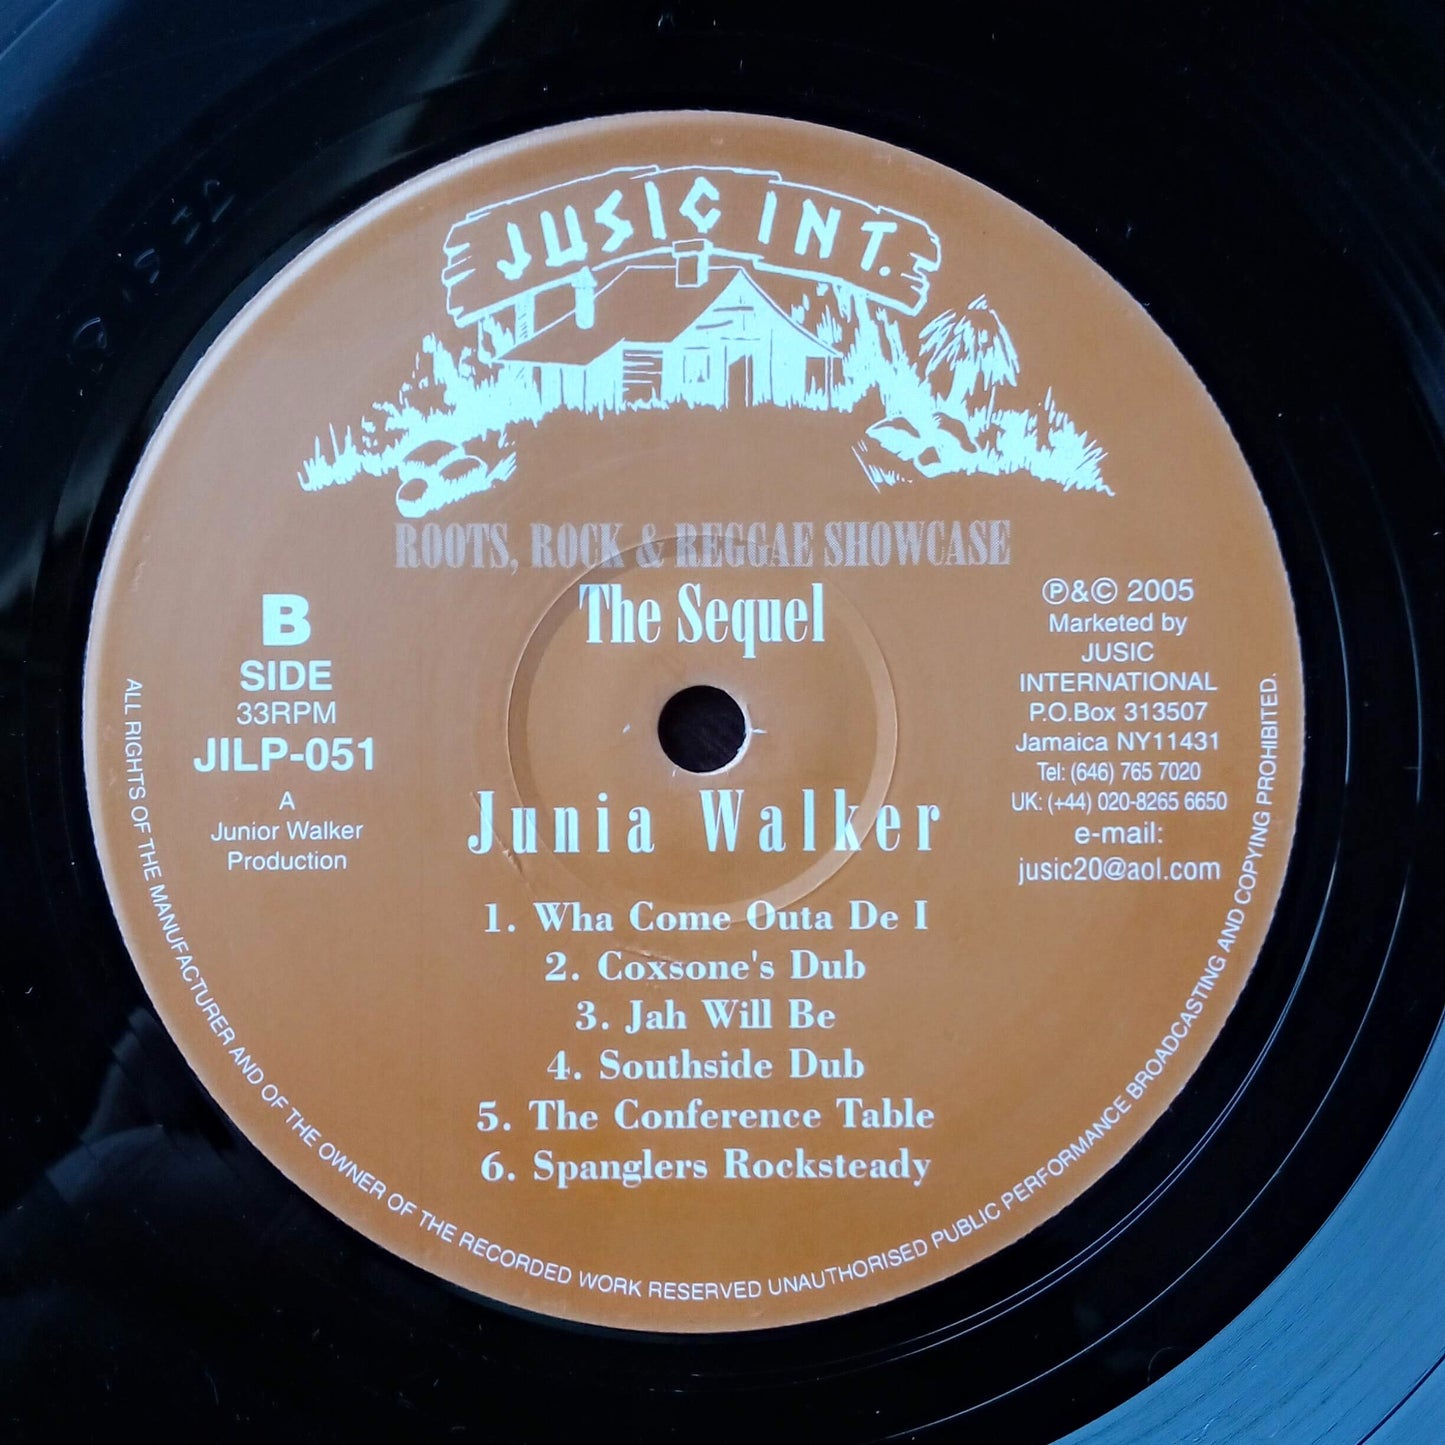 JUSIC INT.
ROOTS, ROCK & REGGAE SHOWCASE
The Sequel
B
SIDE
33RPM
JILP-051
A
Junior Walker
Production
℗&© 2005
Marketed by
JUSIC
INTERNATIONAL
P.O.Box 313507
Jamaica NY11431
Tel: (646) 765 7020
UK: (+44) 020-8265 6650
e-mail:
jusic20@aol.com
Junia Walker
1. Wha Come Outa De I
2. Coxsone's Dub
3. Jah Will Be
4. Southside Dub
5. The Conference Table
6. Spanglers Rocksteady
ALL RIGHTS OF THE MANUFACTURER AND OF THE OWNER OF THE RECORDED WORK RESERVED UNAUTHORISED PUBLIC PERFORMANCE BROADCASTING AND COPYING PROHIBITED.